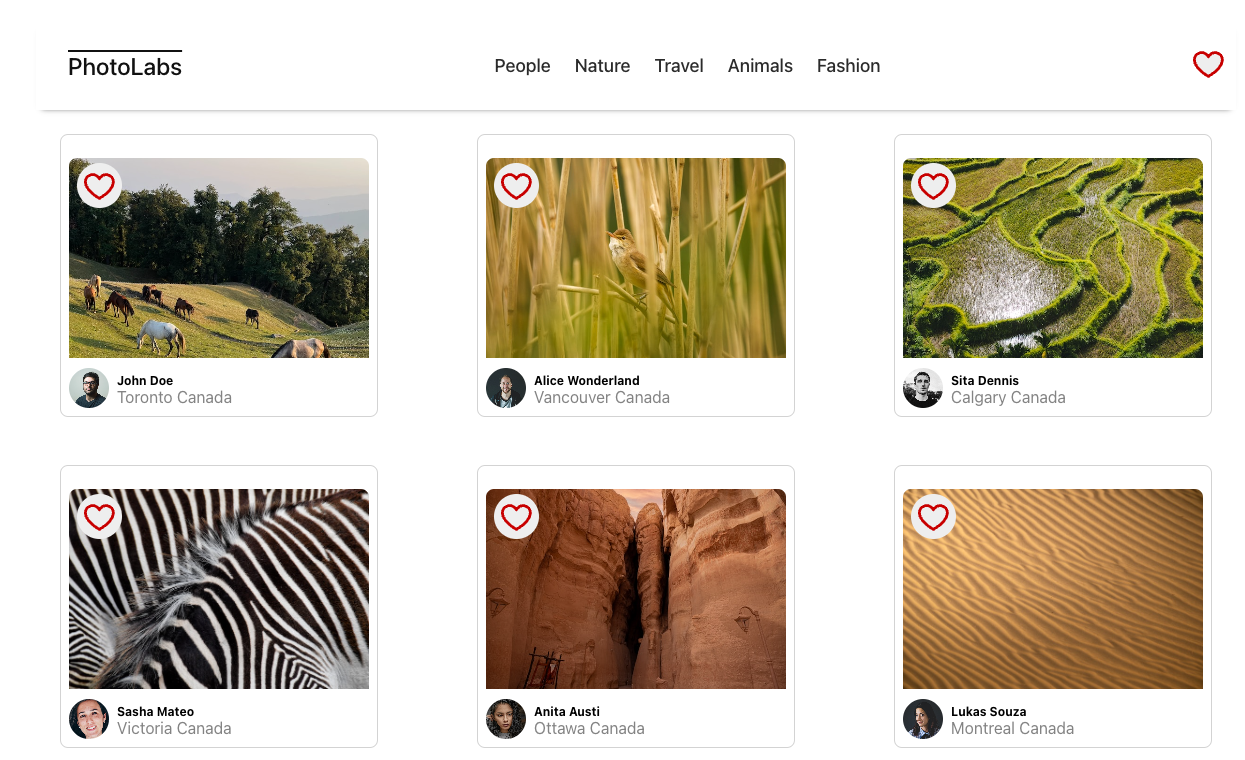 PhotoLabs
People Nature Travel Animals Fashion
John Doe
Toronto Canada
Alice Wonderland
Vancouver Canada
Sita Dennis
Calgary Canada
Sasha Mateo
Victoria Canada
Anita Austi
Ottawa Canada
Lukas Souza
Montreal Canada